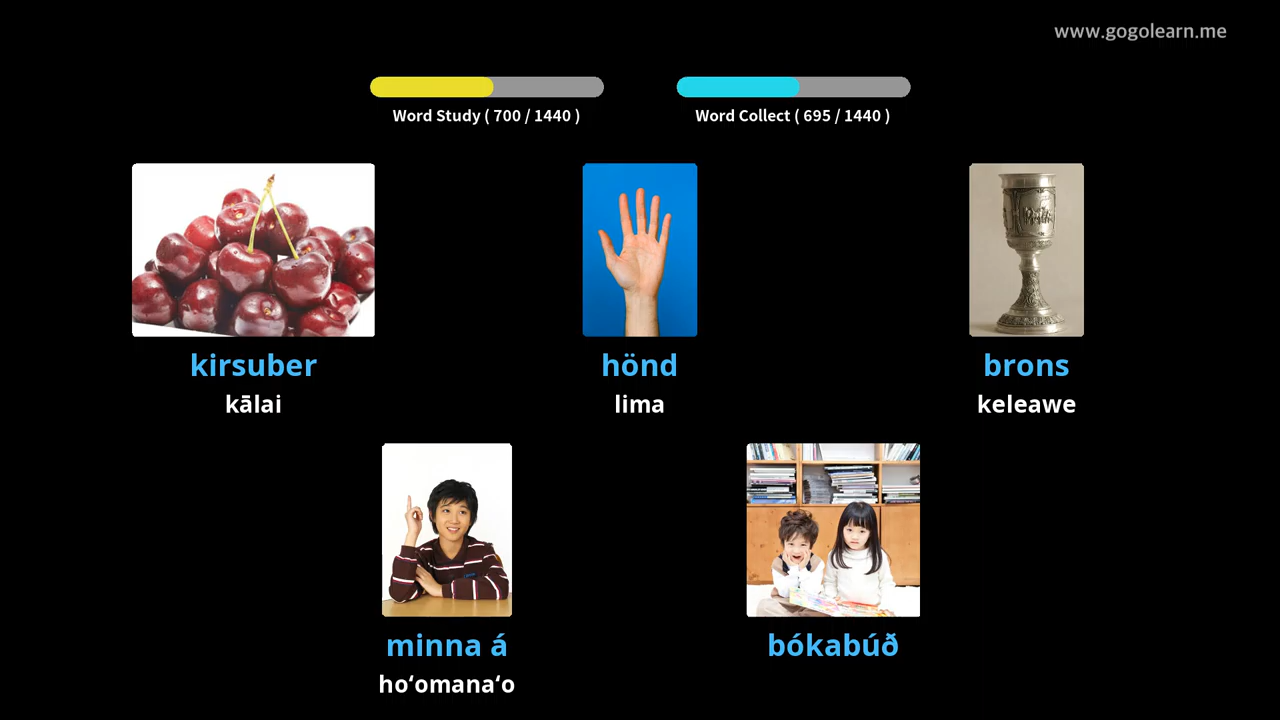 www.gogolearn.me
Word Study ( 700 / 1440 )
Word Collect ( 695 / 1440 )
kirsuber
kālai
hönd
lima
brons
keleawe
minna á
hoʻomanaʻo
bókabúð